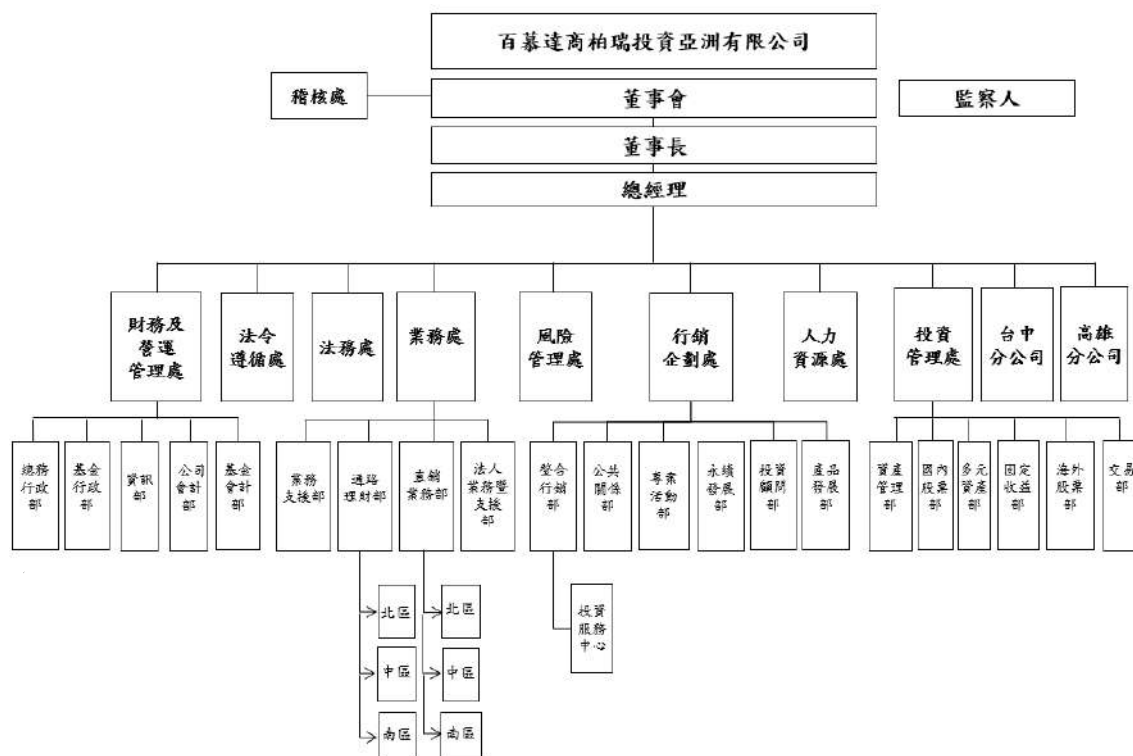 百慕達商柏瑞投資亞洲有限公司
稽核處
董事會
監察人
董事長
總經理
財務及
營運
管理處
法令
遵循處
法務處
業務處
風險
管理處
行銷
企劃處
人力
資源處
投資
管理處
台中
分公司
高雄
分公司
總務
行政
部
基金
行政
部
資訊
部
公司
會計
部
基金
會計
部
業務
支援部
通路
理財部
直銷
業務部
法人
業務暨
支援
部
整合
行銷
部
公共
關係
部
專案
活動部
永續
發展
部
投資
顧問
部
產品
發展
部
資產
管理
部
國內
股票
部
多元
資產
部
固定
收益
部
海外
股票
部
交易
部
北區
北區
投資
服務
中心
中區
中區
南區
南區